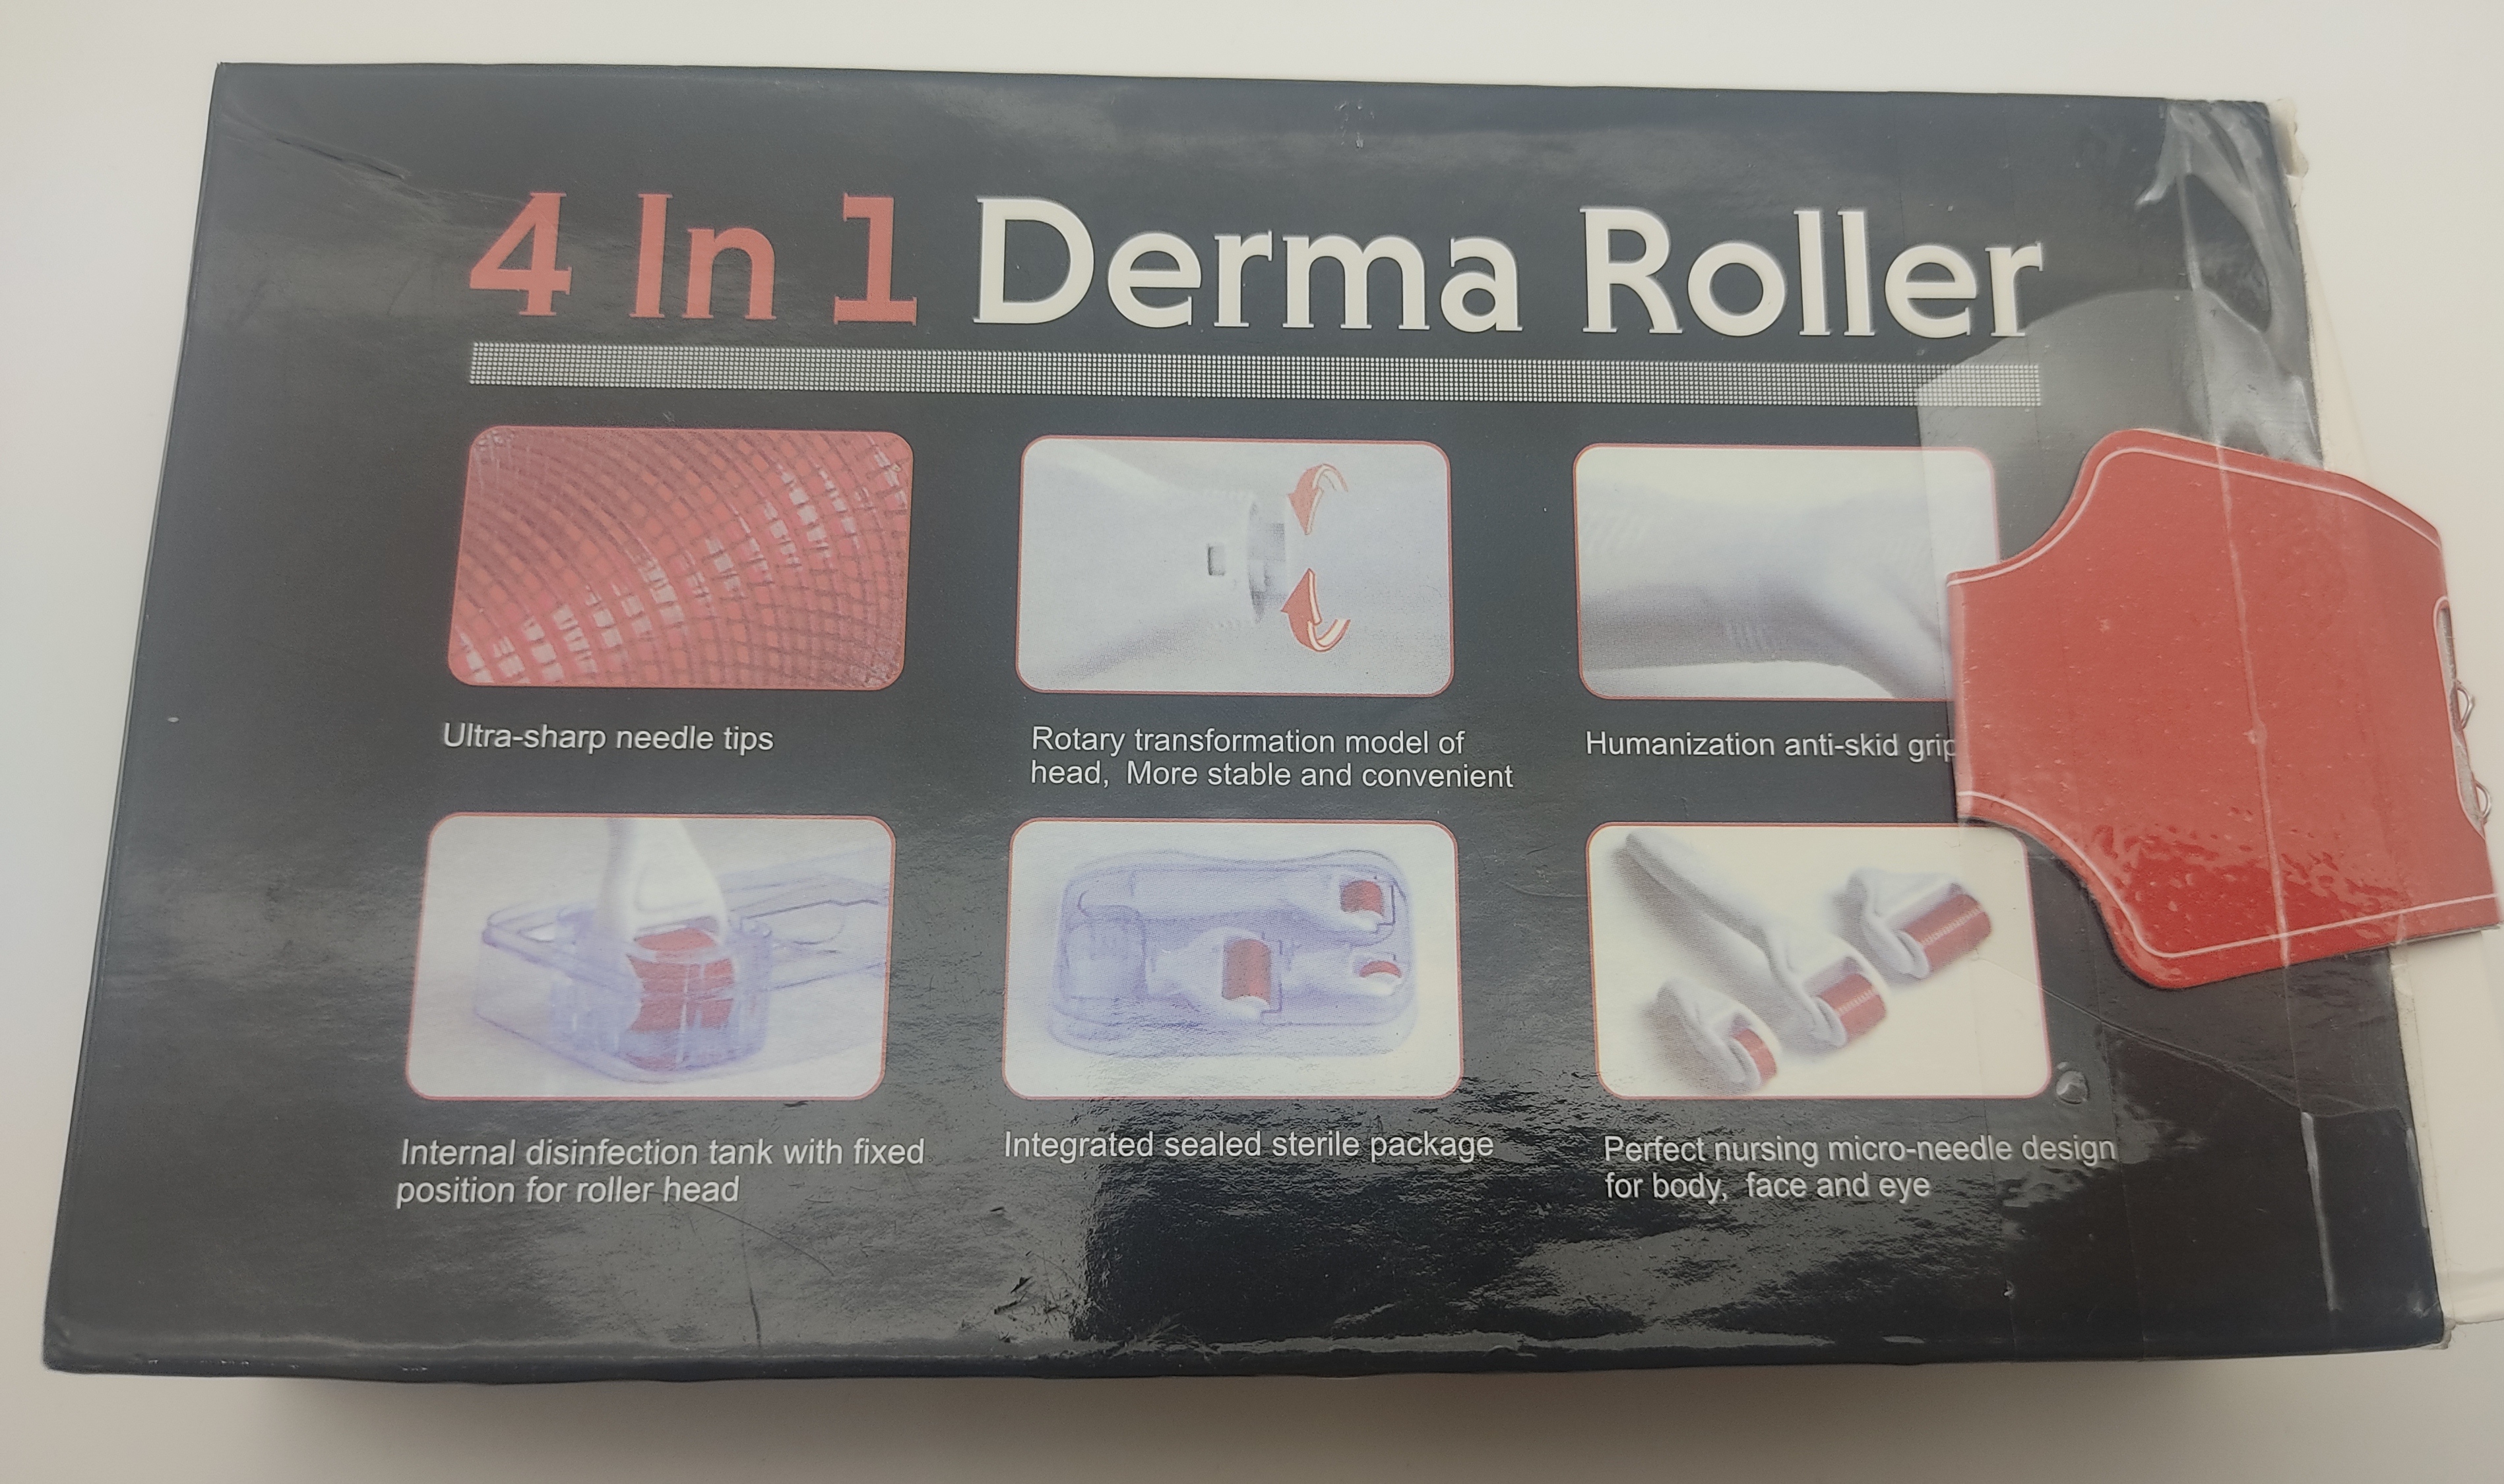 4 In 1 Derma Roller
Ultra-sharp needle tips
Rotary transformation model of
head, More stable and convenient
Humanization anti-skid grip
Internal disinfection tank with fixed
position for roller head
Integrated sealed sterile package
Perfect nursing micro-needle design
for body, face and eye